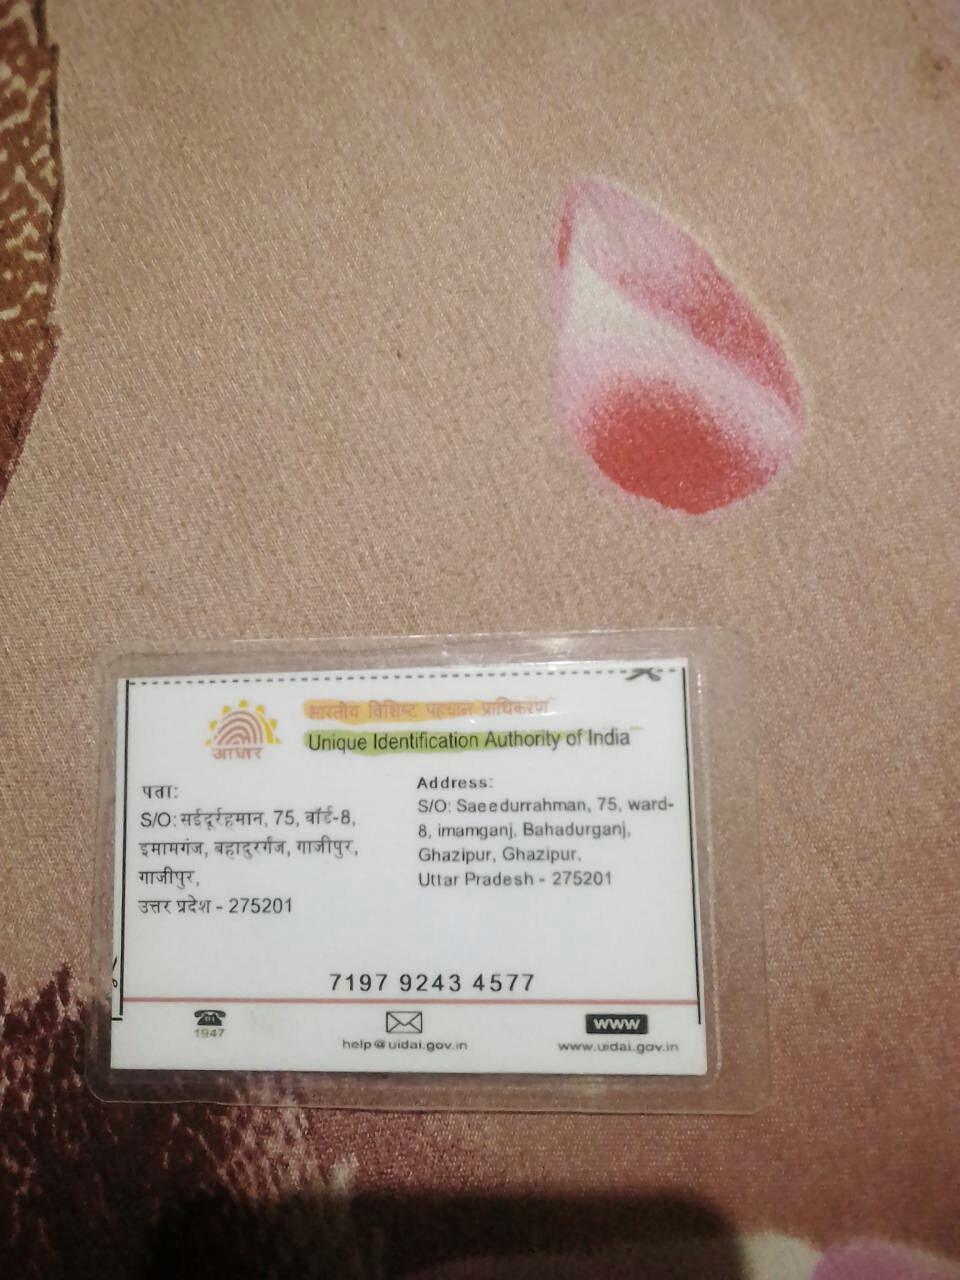 आधार
भारतीय विशिष्ट पहचान प्राधिकरण
Unique Identification Authority of India
पता:
S/O: सईदूर्रहमान, 75, वॉर्ड-8,
इमामगंज, बहादुरगँज, गाजीपुर,
गाजीपुर,
उत्तर प्रदेश - 275201
Address:
S/O: Saeedurrahman, 75, ward-
8, imamganj, Bahadurganj,
Ghazipur, Ghazipur,
Uttar Pradesh - 275201
7197 9243 4577
1947
help@uidai.gov.in
www
www.uidai.gov.in